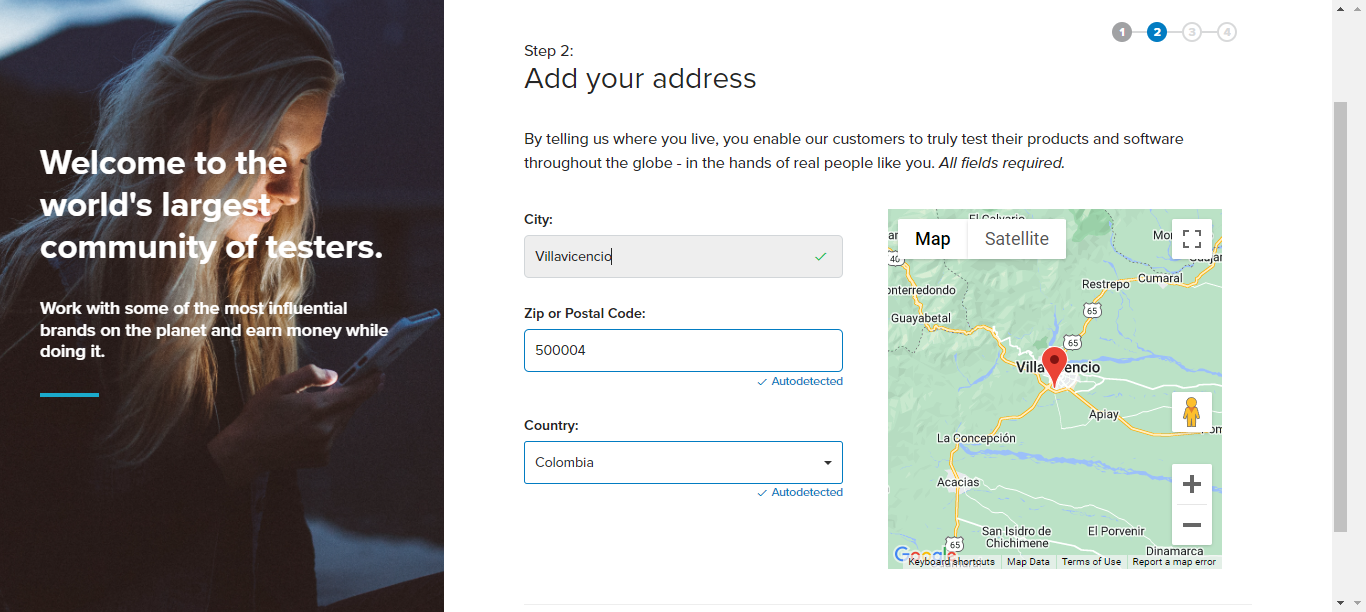 Welcome to the
world's largest
community of testers.
Work with some of the most influential
brands on the planet and earn money while
doing it.
1 2 3 4
Step 2:
Add your address
By telling us where you live, you enable our customers to truly test their products and software
throughout the globe - in the hands of real people like you. All fields required.
City:
Villavicencio
Zip or Postal Code:
500004
Autodetected
Country:
Colombia
Autodetected
El Calvario
Map
Satellite
40
Restrepo
Cumaral
Guayabetal
65
65
Apiay
La Concepción
Acacias
San Isidro de
Chichimene
El Porvenir
65
Dinamarca
Google
Keyboard shortcuts
Map Data
Terms of Use
Report a map error